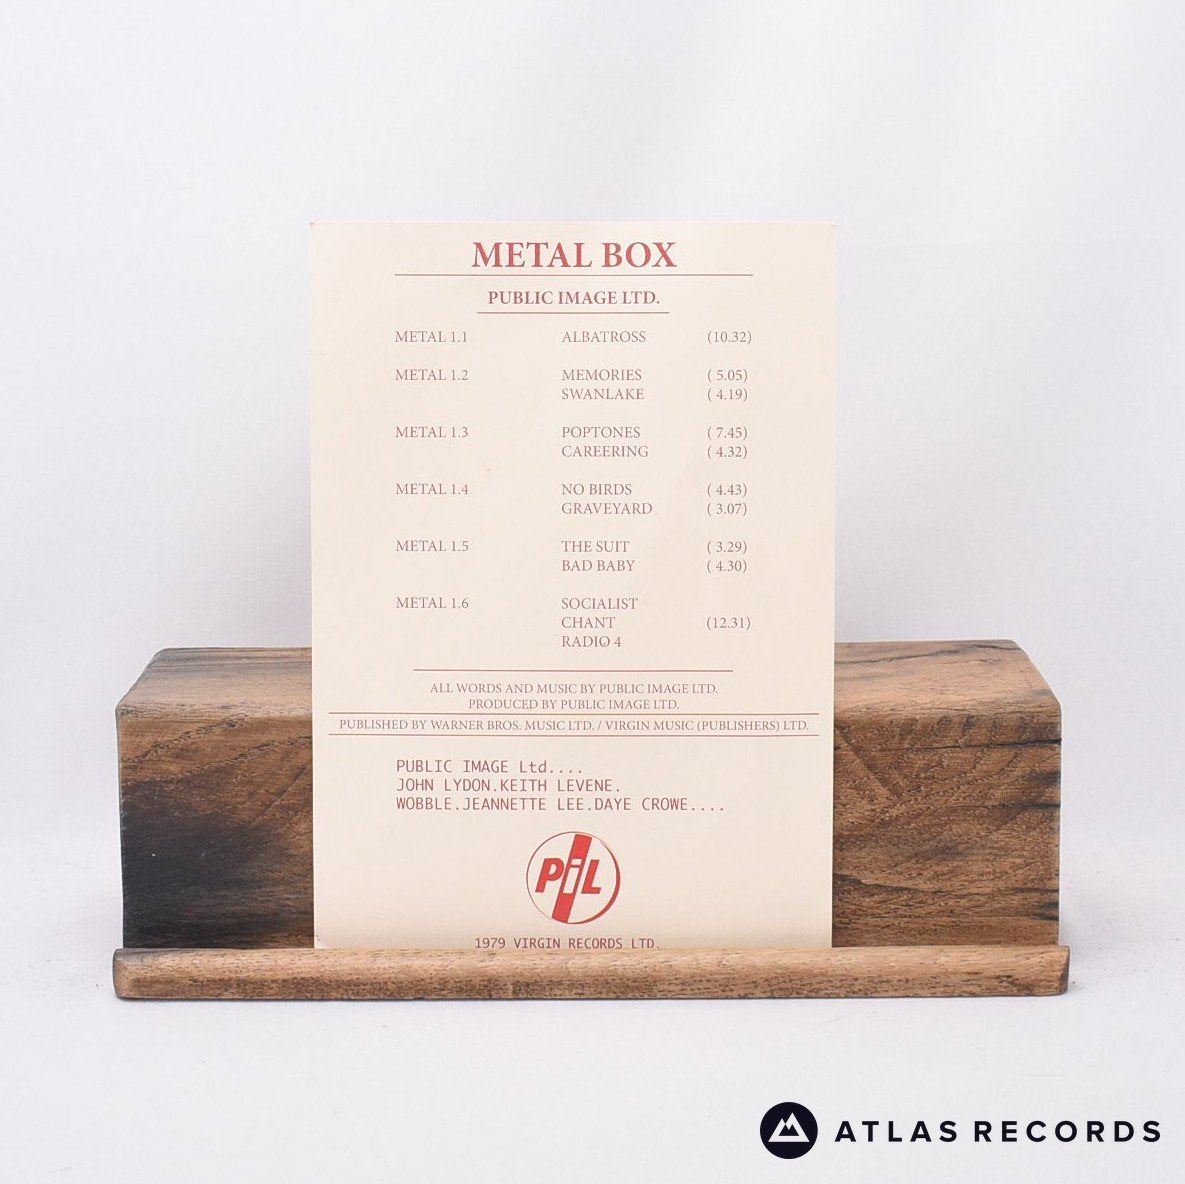 METAL BOX
PUBLIC IMAGE LTD.
METAL 1.1 ALBATROSS (10.32)
METAL 1.2 MEMORIES ( 5.05)
SWANLAKE ( 4.19)
METAL 1.3 POPTONES ( 7.45)
CAREERING ( 4.32)
METAL 1.4 NO BIRDS ( 4.43)
GRAVEYARD ( 3.07)
METAL 1.5 THE SUIT ( 3.29)
BAD BABY ( 4.30)
METAL 1.6 SOCIALIST
CHANT (12.31)
RADIO 4
ALL WORDS AND MUSIC BY PUBLIC IMAGE LTD.
PRODUCED BY PUBLIC IMAGE LTD.
PUBLISHED BY WARNER BROS. MUSIC LTD. / VIRGIN MUSIC (PUBLISHERS) LTD.
PUBLIC IMAGE Ltd....
JOHN LYDON.KEITH LEVENE.
WOBBLE.JEANNETTE LEE.DAYE CROWE....
PiL
1979 VIRGIN RECORDS LTD.
ATLAS RECORDS